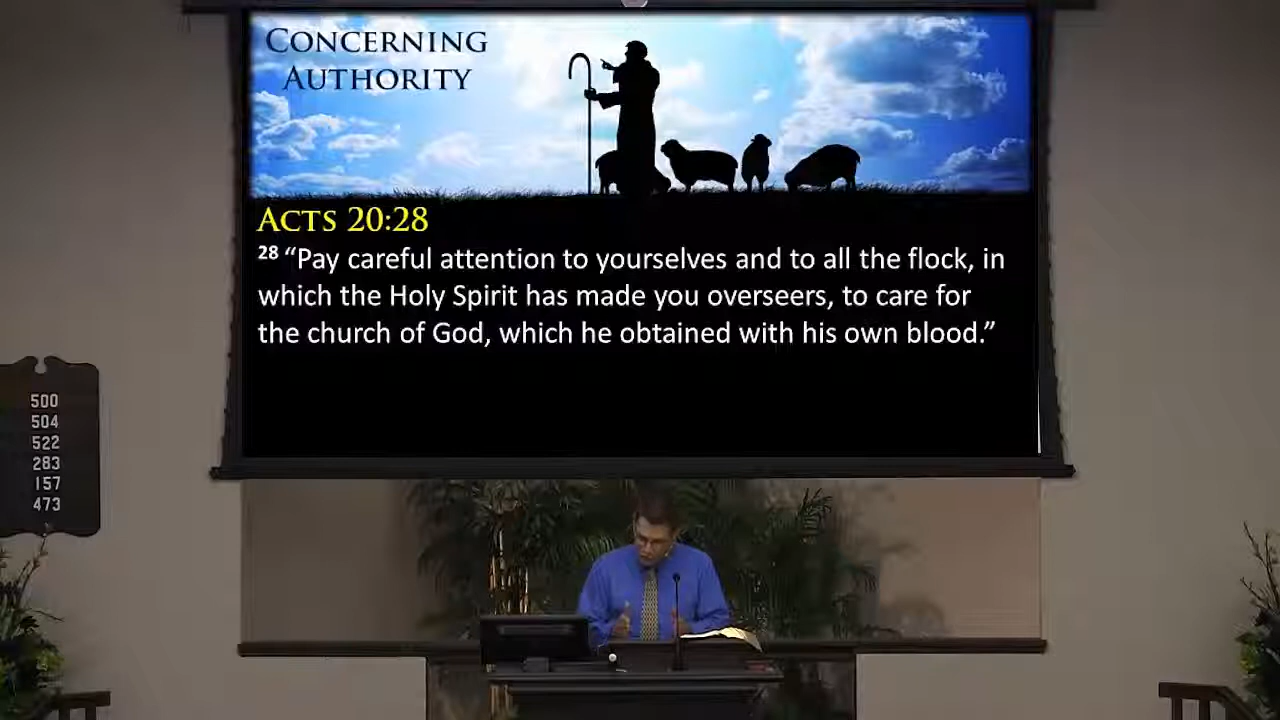 CONCERNING
AUTHORITY
ACTS 20:28
28 “Pay careful attention to yourselves and to all the flock, in
which the Holy Spirit has made you overseers, to care for
the church of God, which he obtained with his own blood.”
500
504
522
283
157
473